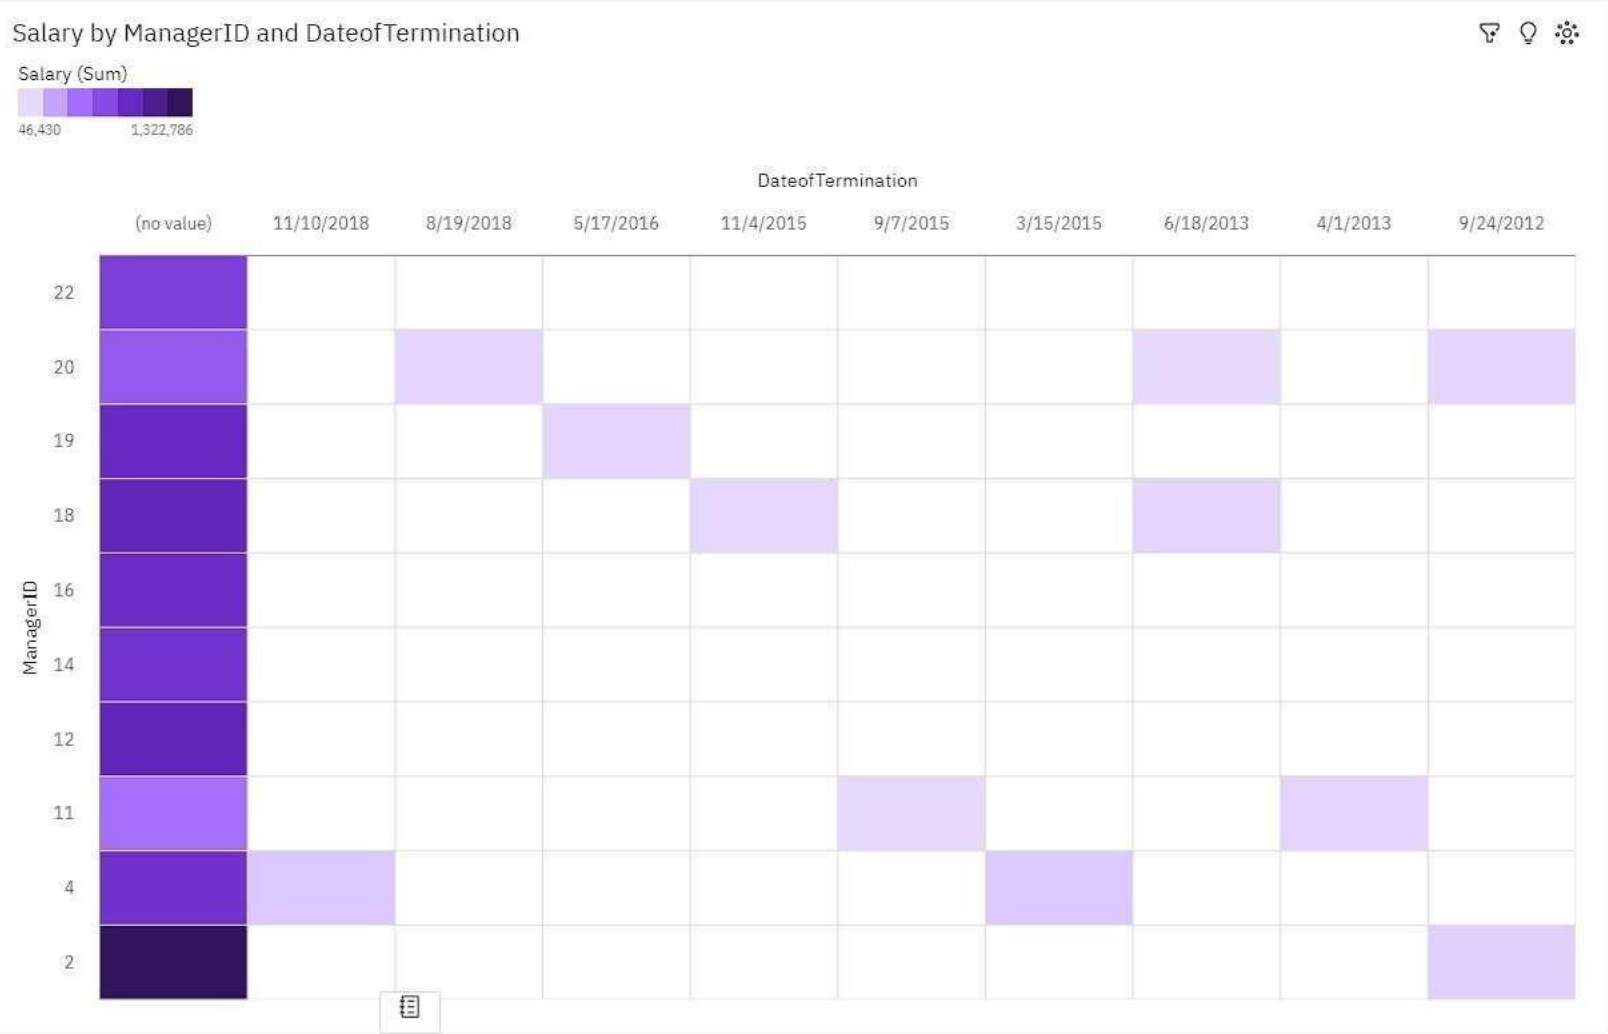 Salary by ManagerID and DateofTermination
Salary (Sum)
46,430 1,322,786
DateofTermination
(no value) 11/10/2018 8/19/2018 5/17/2016 11/4/2015 9/7/2015 3/15/2015 6/18/2013 4/1/2013 9/24/2012
ManagerID
22
20
19
18
16
14
12
11
4
2